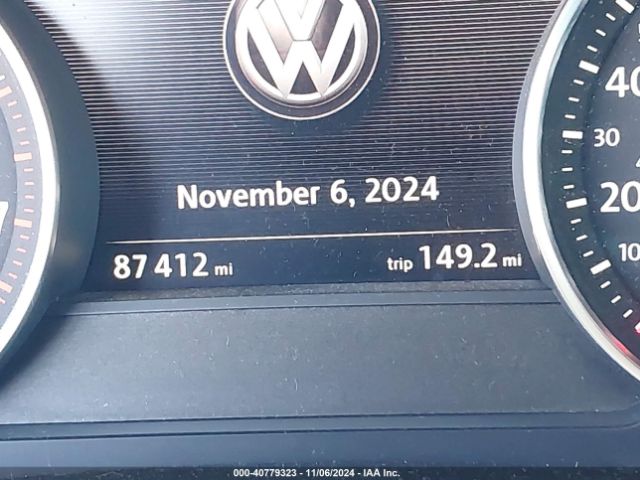 40
30
20
10
November 6, 2024
87 412 mi
trip 149.2 mi
000-40779323 - 11/06/2024 - IAA Inc.